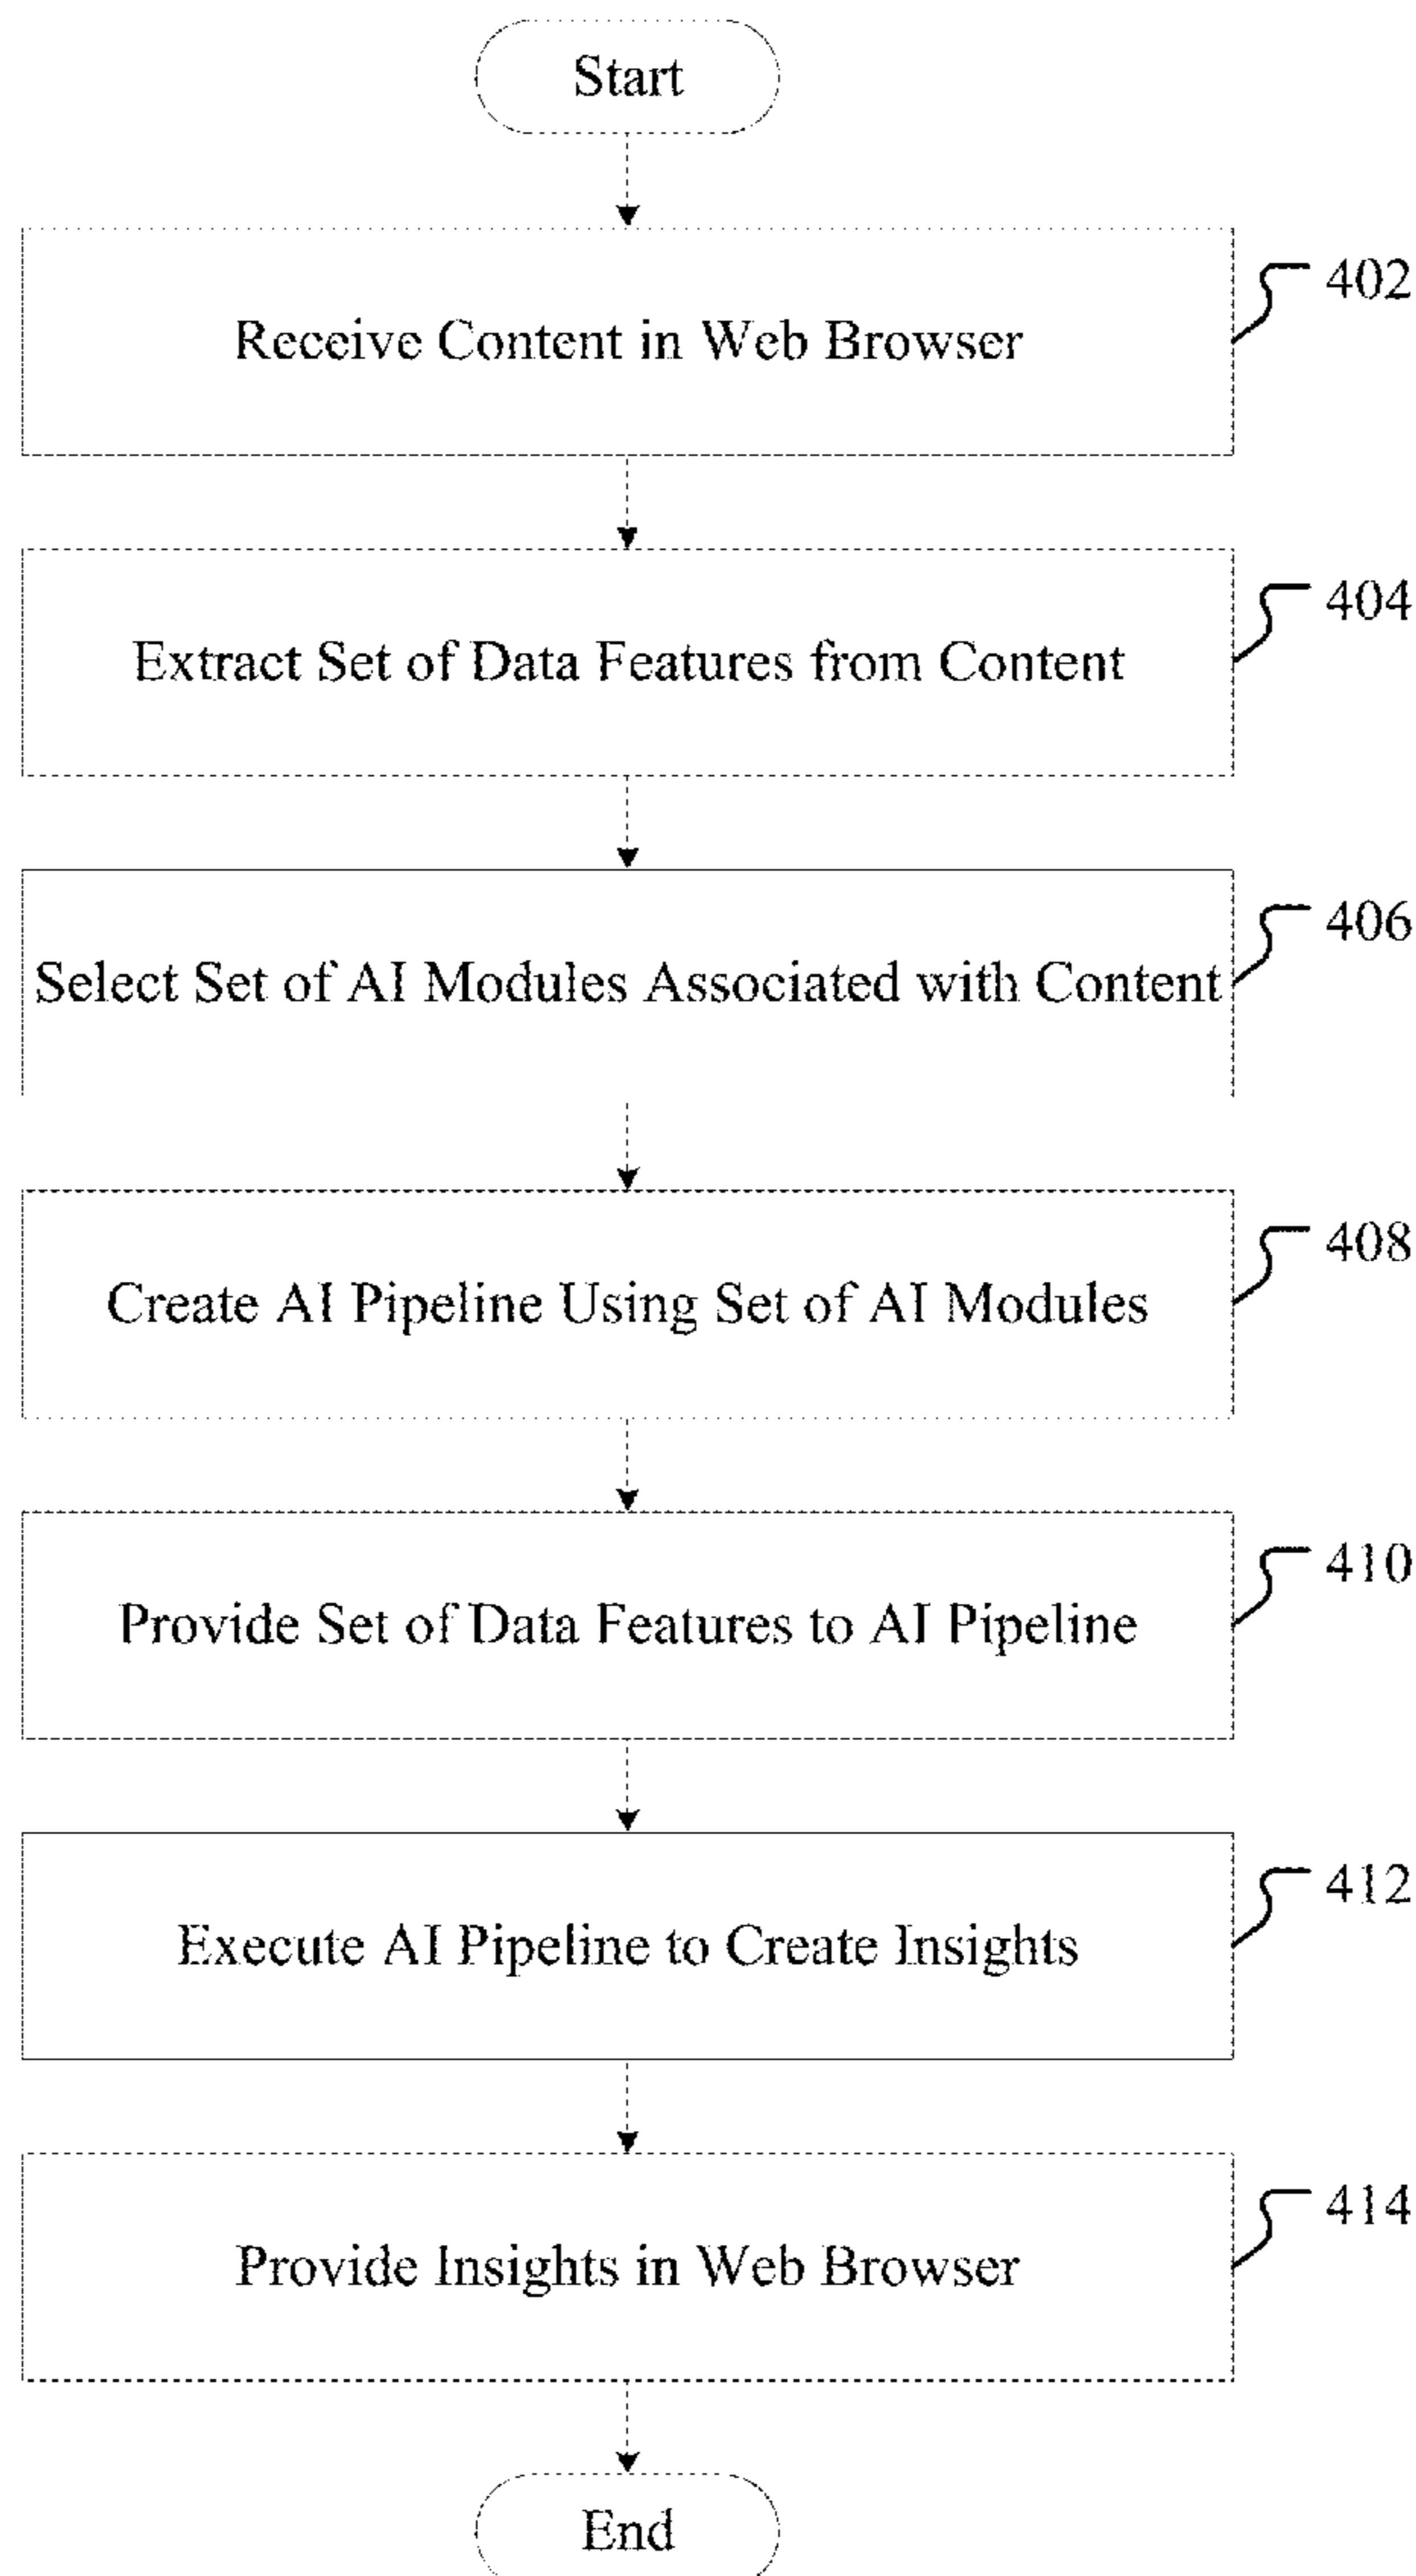 Start
Receive Content in Web Browser
402
Extract Set of Data Features from Content
404
Select Set of AI Modules Associated with Content
406
Create AI Pipeline Using Set of AI Modules
408
Provide Set of Data Features to AI Pipeline
410
Execute AI Pipeline to Create Insights
412
Provide Insights in Web Browser
414
End